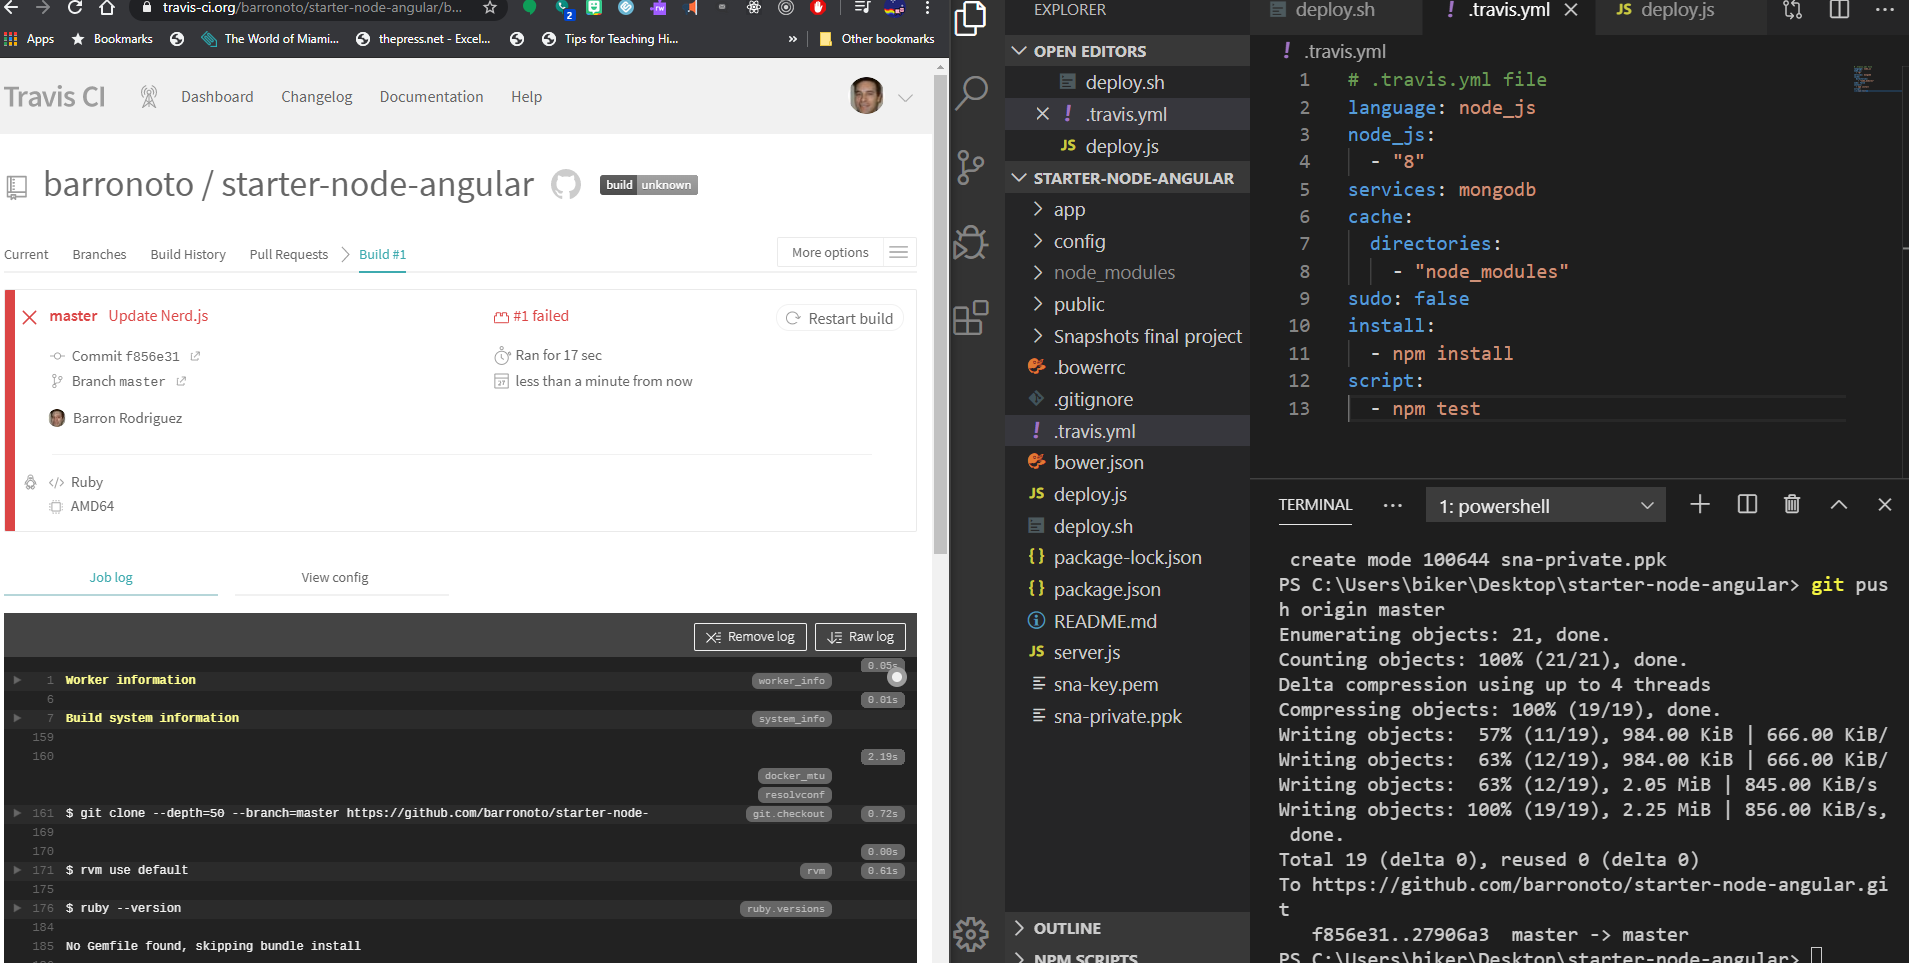 travis-ci.org/barronoto/starter-node-angular/b...
2
rw
Apps
Bookmarks
The World of Miami...
thepress.net - Excel...
Tips for Teaching Hi...
»
Other bookmarks
Travis CI
Dashboard
Changelog
Documentation
Help
barronoto / starter-node-angular
build unknown
Current
Branches
Build History
Pull Requests
Build #1
More options
master Update Nerd.js
#1 failed
Restart build
Commit f856e31
Ran for 17 sec
Branch master
less than a minute from now
Barron Rodriguez
Ruby
AMD64
Job log
View config
Remove log
Raw log
0.05s
1 Worker information worker_info
6 0.01s
7 Build system information system_info
159
160 2.19s
docker_mtu
resolvconf
161 $ git clone --depth=50 --branch=master https://github.com/barronoto/starter-node- git.checkout 0.72s
169
170 0.00s
171 $ rvm use default rvm 0.61s
175
176 $ ruby --version ruby.versions
184
185 No Gemfile found, skipping bundle install
EXPLORER
OPEN EDITORS
deploy.sh
! .travis.yml
JS deploy.js
STARTER-NODE-ANGULAR
app
config
node_modules
public
Snapshots final project
.bowerrc
.gitignore
! .travis.yml
bower.json
JS deploy.js
deploy.sh
{} package-lock.json
{} package.json
README.md
JS server.js
sna-key.pem
sna-private.ppk
OUTLINE
NPM SCRIPTS
deploy.sh
! .travis.yml
JS deploy.js
! .travis.yml
1 # .travis.yml file
2 language: node_js
3 node_js:
4 - "8"
5 services: mongodb
6 cache:
7 directories:
8 - "node_modules"
9 sudo: false
10 install:
11 - npm install
12 script:
13 - npm test
TERMINAL
1: powershell
create mode 100644 sna-private.ppk
PS C:\Users\biker\Desktop\starter-node-angular> git pus
h origin master
Enumerating objects: 21, done.
Counting objects: 100% (21/21), done.
Delta compression using up to 4 threads
Compressing objects: 100% (19/19), done.
Writing objects:  57% (11/19), 984.00 KiB | 666.00 KiB/
Writing objects:  63% (12/19), 984.00 KiB | 666.00 KiB/
Writing objects:  63% (12/19), 2.05 MiB | 845.00 KiB/s
Writing objects: 100% (19/19), 2.25 MiB | 856.00 KiB/s,
done.
Total 19 (delta 0), reused 0 (delta 0)
To https://github.com/barronoto/starter-node-angular.gi
t
f856e31..27906a3  master -> master
PS C:\Users\biker\Desktop\starter-node-angular>